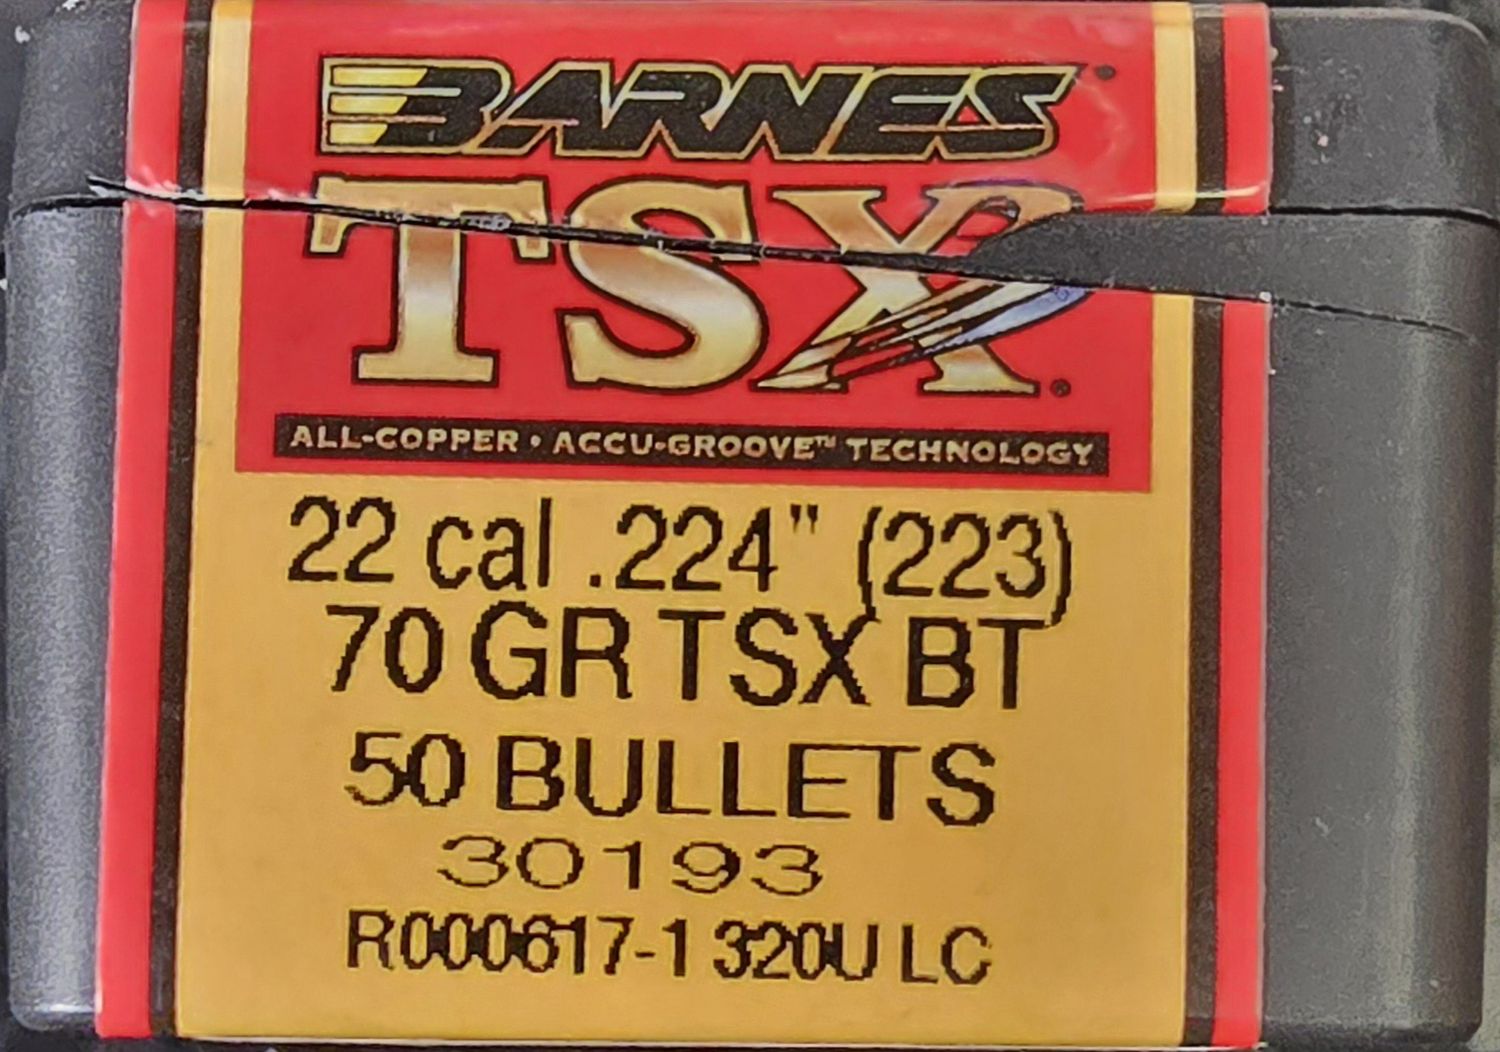 BARNES
TSX®
ALL-COPPER • ACCU-GROOVE™ TECHNOLOGY
22 cal .224" (223)
70 GR TSX BT
50 BULLETS
30193
R000617-1 320U LC